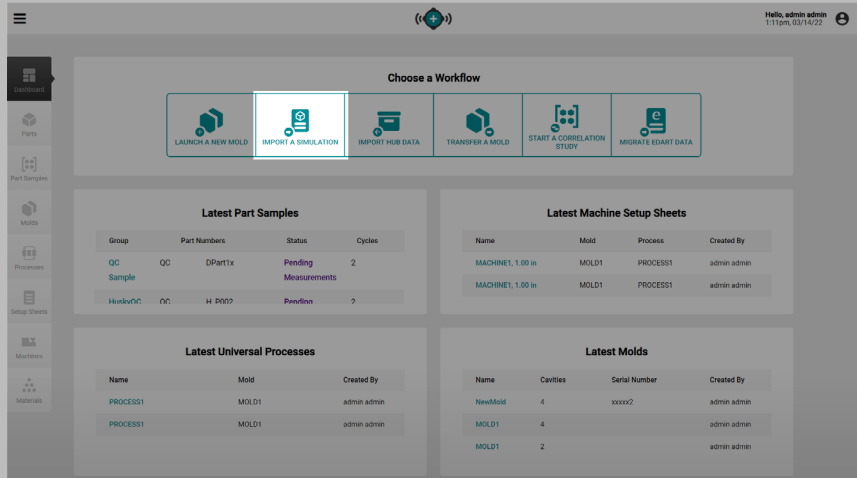 Hello, admin admin
1:11pm, 03/14/22
Dashboard
Parts
Part Samples
Molds
Processes
Setup Sheets
Machines
Materials
Choose a Workflow
LAUNCH A NEW MOLD
IMPORT A SIMULATION
IMPORT HUB DATA
TRANSFER A MOLD
START A CORRELATION
STUDY
MIGRATE EDART DATA
Latest Part Samples
Group Part Numbers Status Cycles
QC QC DPart1x Pending 2
Sample Measurements
HuskyQC QC H_P002 Pending 2
Latest Machine Setup Sheets
Name Mold Process Created By
MACHINE1, 1.00 in MOLD1 PROCESS1 admin admin
MACHINE1, 1.00 in MOLD1 PROCESS1 admin admin
Latest Universal Processes
Name Mold Created By
PROCESS1 MOLD1 admin admin
PROCESS1 MOLD1 admin admin
Latest Molds
Name Cavities Serial Number Created By
NewMold 4 xxxxx2 admin admin
MOLD1 4 admin admin
MOLD1 2 admin admin